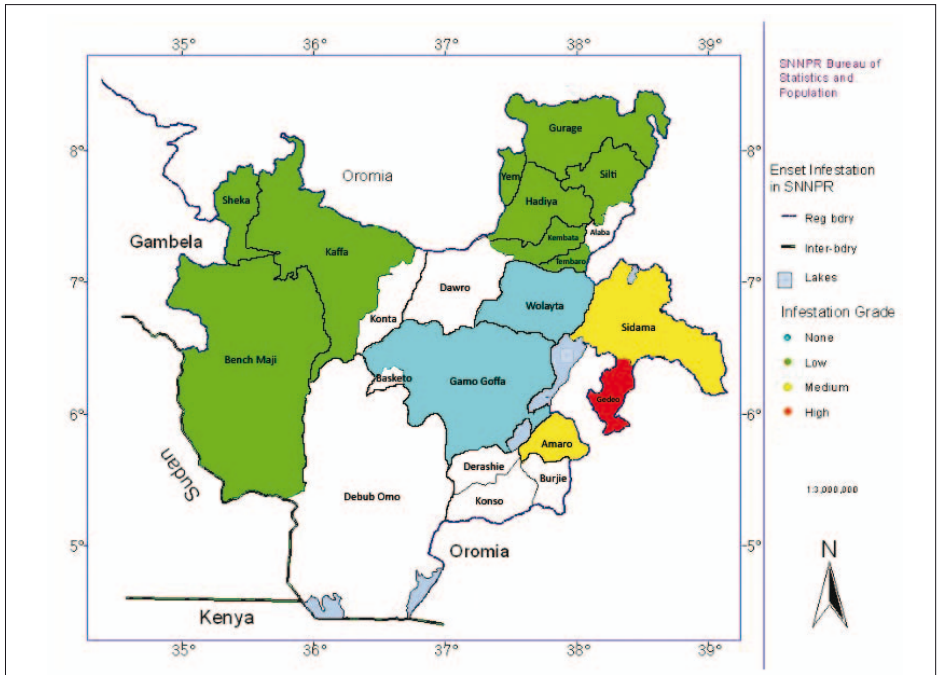 35°
36°
37°
38°
39°
SNNPR Bureau of
Statistics and
Population
8°
8°
Gurage
Oromia
Yem
Silti
Enset Infestation
in SNNPR
Sheka
Hadiya
Reg bdry
Gambela
Kembata
Alaba
Kaffa
Inter-bdry
Tembaro
7°
7°
Dawro
Lakes
Wolayta
Konta
Infestation Grade
Sidama
None
Bench Maji
Low
Basketo
Gamo Goffa
Medium
Gedeo
6°
6°
High
Amaro
Derashie
Sudan
Burjie
Debub Omo
Konso
1:3,000,000
5°
5°
Oromia
N
Kenya
35°
36°
37°
38°
39°